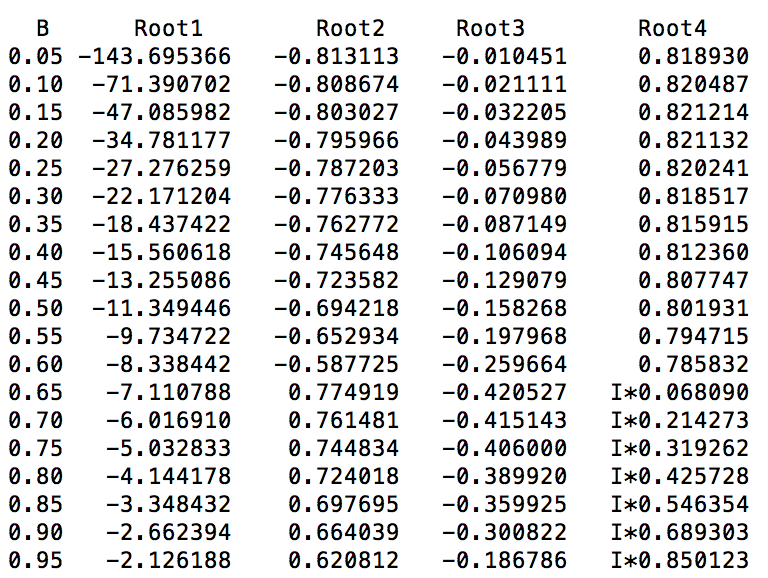 B Root1 Root2 Root3 Root4
0.05 -143.695366 -0.813113 -0.010451 0.818930
0.10 -71.390702 -0.808674 -0.021111 0.820487
0.15 -47.085982 -0.803027 -0.032205 0.821214
0.20 -34.781177 -0.795966 -0.043989 0.821132
0.25 -27.276259 -0.787203 -0.056779 0.820241
0.30 -22.171204 -0.776333 -0.070980 0.818517
0.35 -18.437422 -0.762772 -0.087149 0.815915
0.40 -15.560618 -0.745648 -0.106094 0.812360
0.45 -13.255086 -0.723582 -0.129079 0.807747
0.50 -11.349446 -0.694218 -0.158268 0.801931
0.55 -9.734722 -0.652934 -0.197968 0.794715
0.60 -8.338442 -0.587725 -0.259664 0.785832
0.65 -7.110788 0.774919 -0.420527 I*0.068090
0.70 -6.016910 0.761481 -0.415143 I*0.214273
0.75 -5.032833 0.744834 -0.406000 I*0.319262
0.80 -4.144178 0.724018 -0.389920 I*0.425728
0.85 -3.348432 0.697695 -0.359925 I*0.546354
0.90 -2.662394 0.664039 -0.300822 I*0.689303
0.95 -2.126188 0.620812 -0.186786 I*0.850123